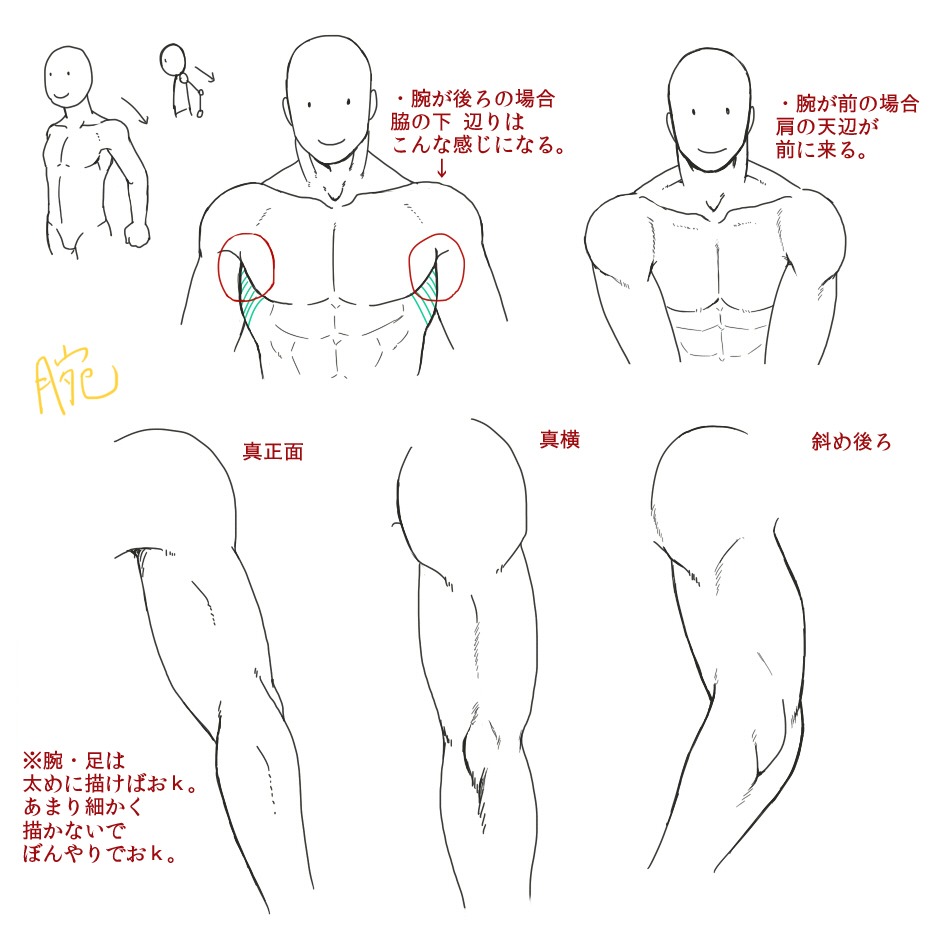 ・腕が後ろの場合
脇の下 辺りは
こんな感じになる。
↓
・腕が前の場合
肩の天辺が
前に来る。
腕
真正面
真横
斜め後ろ
※腕・足は
太めに描けばおｋ。
あまり細かく
描かないで
ぼんやりでおｋ。